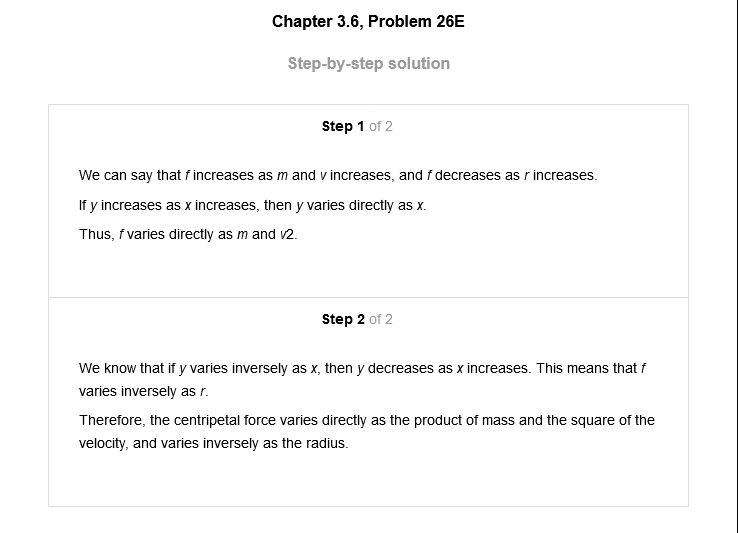 Chapter 3.6, Problem 26E
Step-by-step solution
Step 1 of 2
We can say that f increases as m and v increases, and f decreases as r increases.
If y increases as x increases, then y varies directly as x.
Thus, f varies directly as m and v2.
Step 2 of 2
We know that if y varies inversely as x, then y decreases as x increases. This means that f
varies inversely as r.
Therefore, the centripetal force varies directly as the product of mass and the square of the
velocity, and varies inversely as the radius.